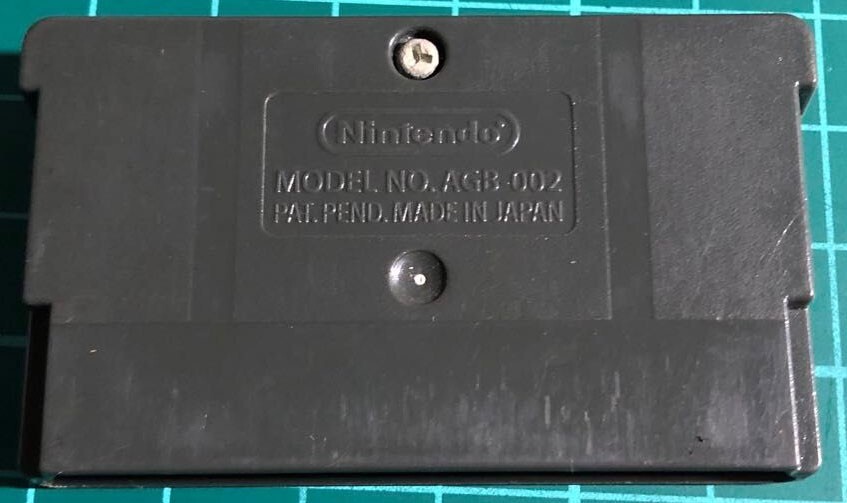 Nintendo
MODEL NO. AGB-002
PAT. PEND. MADE IN JAPAN